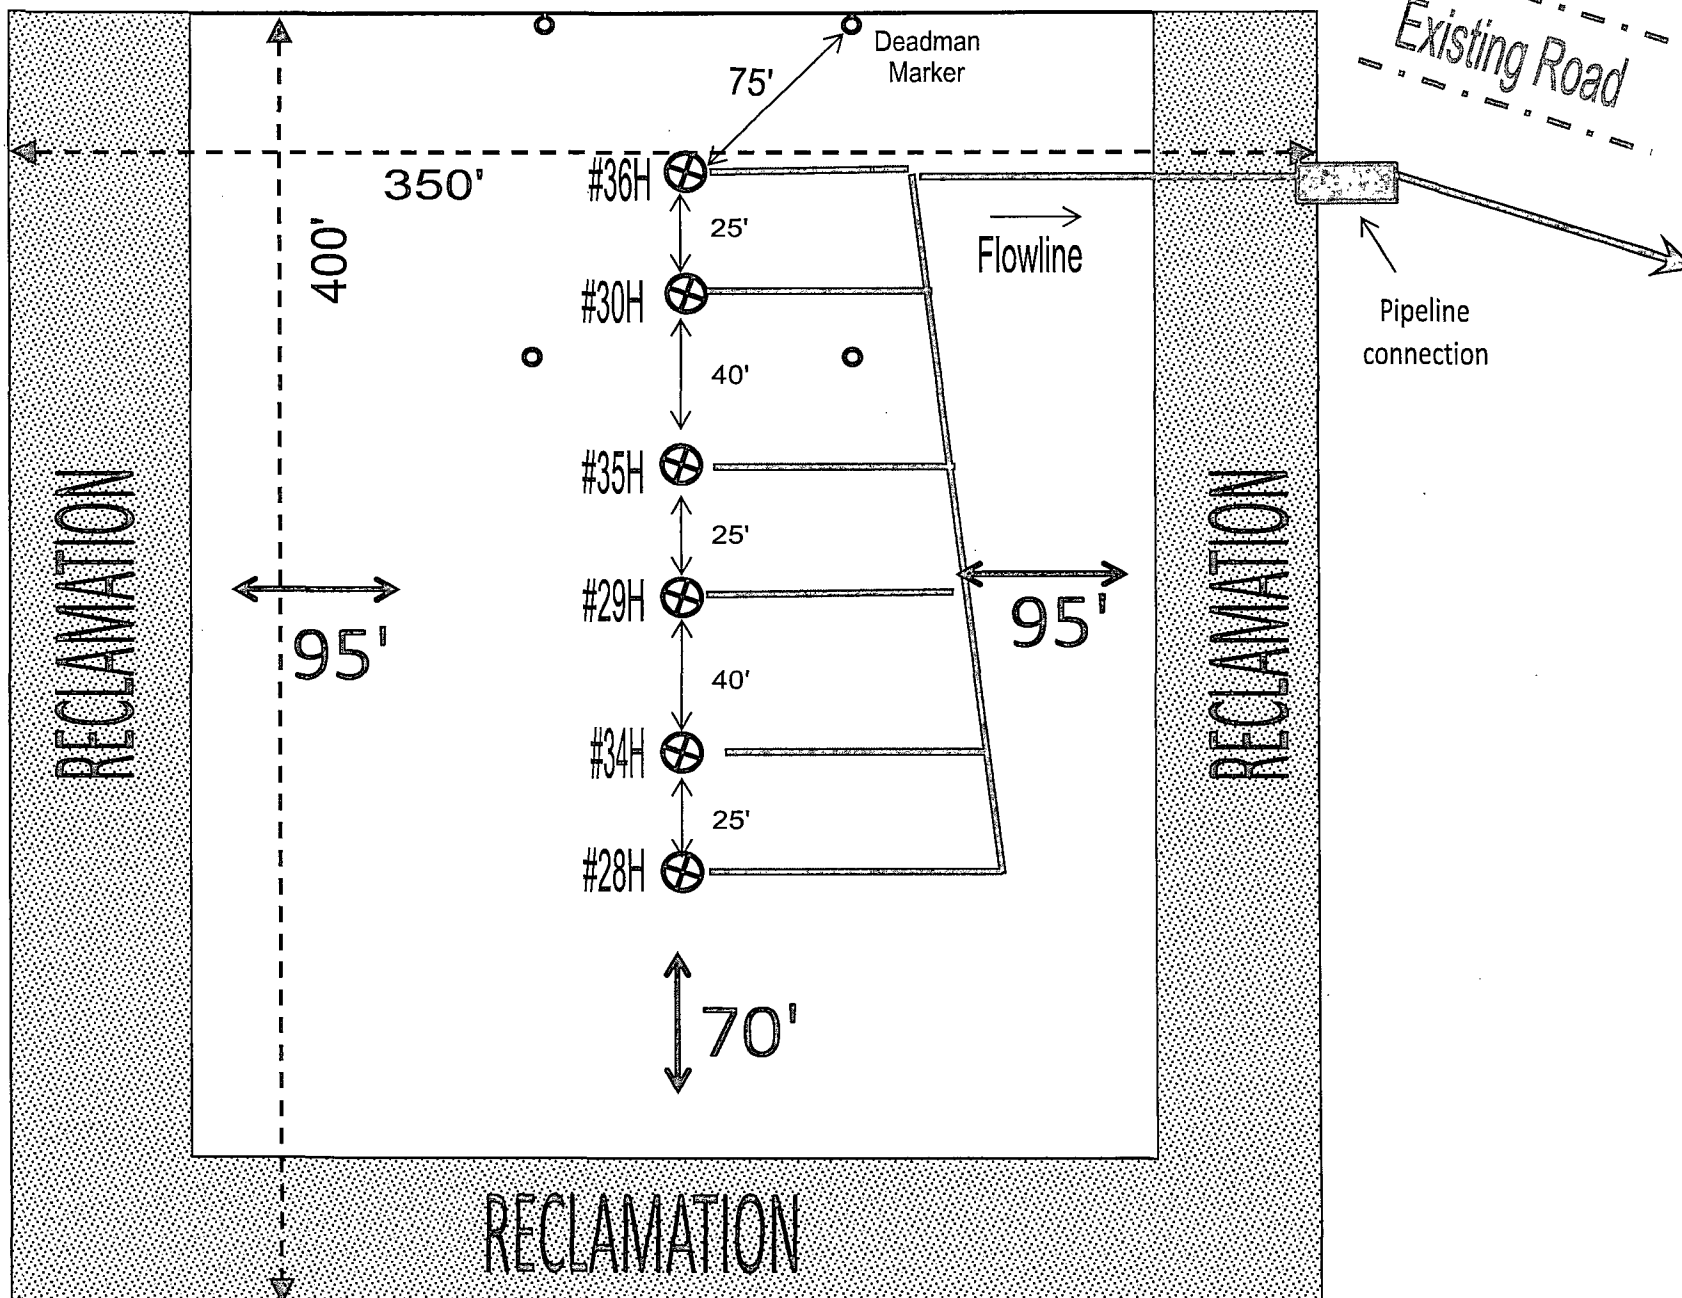 Existing Road
Deadman
Marker
75'
350'
#36H
400'
25'
Flowline
#30H
Pipeline
connection
40'
#35H
RECLAMATION
RECLAMATION
25'
#29H
95'
95'
40'
#34H
25'
#28H
70'
RECLAMATION